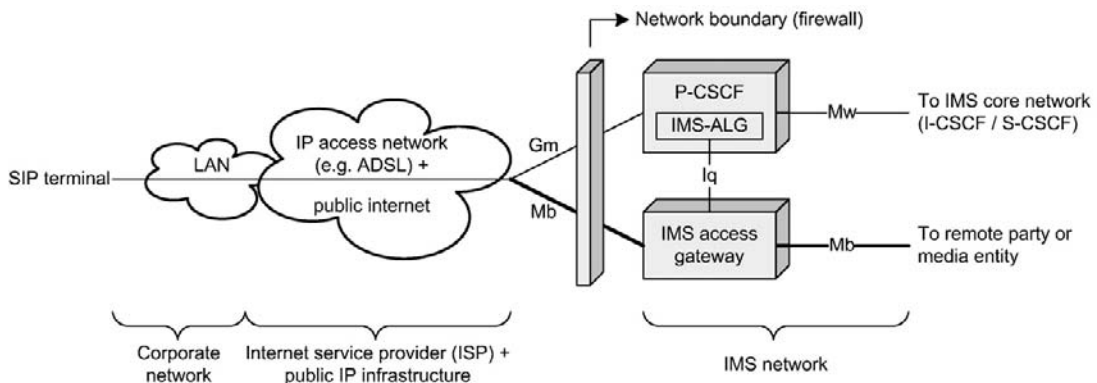 Network boundary (firewall)
P-CSCF
IMS-ALG
Mw
To IMS core network
(I-CSCF / S-CSCF)
Gm
Iq
SIP terminal
LAN
IP access network
(e.g. ADSL) +
public internet
Mb
IMS access
gateway
Mb
To remote party or
media entity
Corporate
network
Internet service provider (ISP) +
public IP infrastructure
IMS network